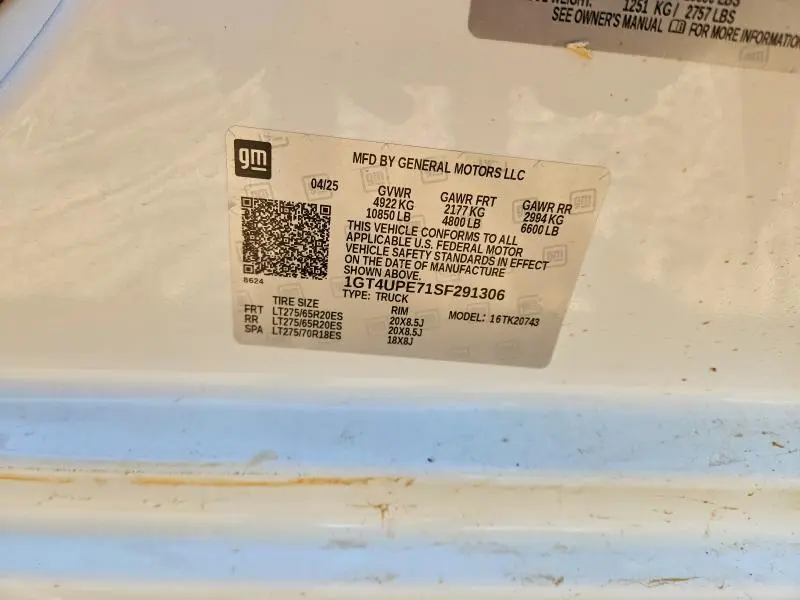 1251 KG / 2757 LBS
SEE OWNER'S MANUAL FOR MORE INFORMATION
gm
MFD BY GENERAL MOTORS LLC
04/25
GVWR GAWR FRT GAWR RR
4922 KG 2177 KG 2994 KG
10850 LB 4800 LB 6600 LB
THIS VEHICLE CONFORMS TO ALL
APPLICABLE U.S. FEDERAL MOTOR
VEHICLE SAFETY STANDARDS IN EFFECT
ON THE DATE OF MANUFACTURE
SHOWN ABOVE.
8624
1GT4UPE71SF291306
TYPE: TRUCK
TIRE SIZE RIM MODEL: 16TK20743
FRT LT275/65R20ES 20X8.5J
RR LT275/65R20ES 20X8.5J
SPA LT275/70R18ES 18X8J